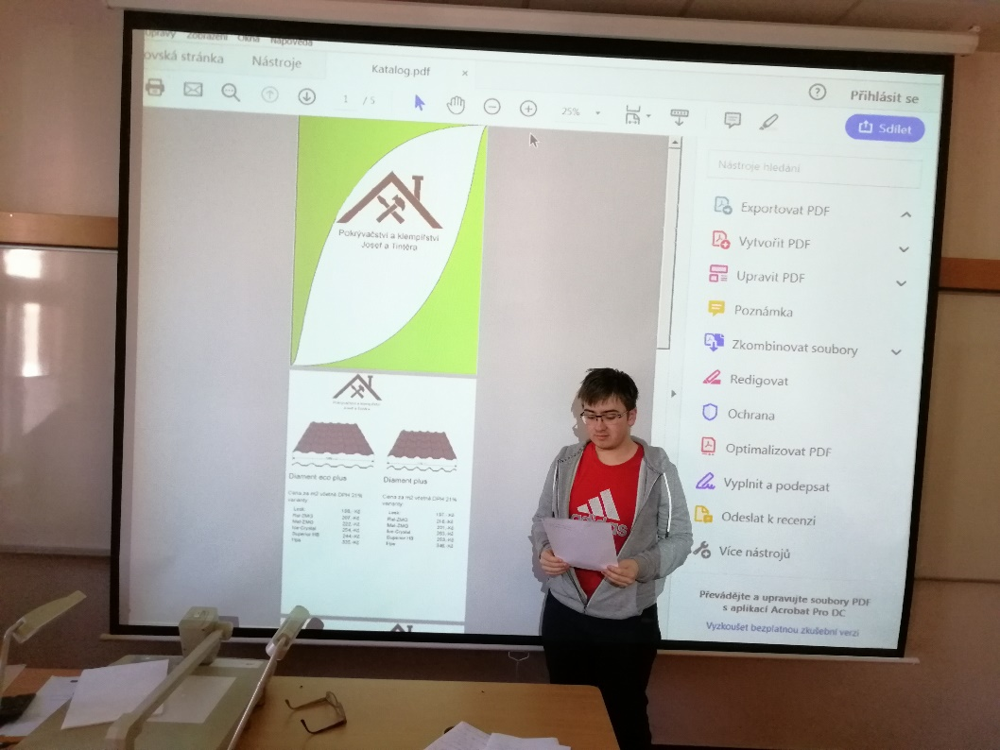 Úpravy Zobrazení Okna Nápověda
ovská stránka Nástroje Katalog.pdf ×
1 / 5 25% Přihlásit se
Sdílet
Nástroje hledání
Exportovat PDF
Vytvořit PDF
Upravit PDF
Poznámka
Zkombinovat soubory
Redigovat
Ochrana
Optimalizovat PDF
Vyplnit a podepsat
Odeslat k recenzi
Více nástrojů
Převádějte a upravujte soubory PDF
s aplikací Acrobat Pro DC
Vyzkoušet bezplatnou zkušební verzi
Pokrývačství a klempířství
Josef a Tintěra
Diament eco plus
Cena za m2 včetně DPH 21%
varianty:
Diament plus
Cena za m2 včetně DPH 21%
varianty:
adidas